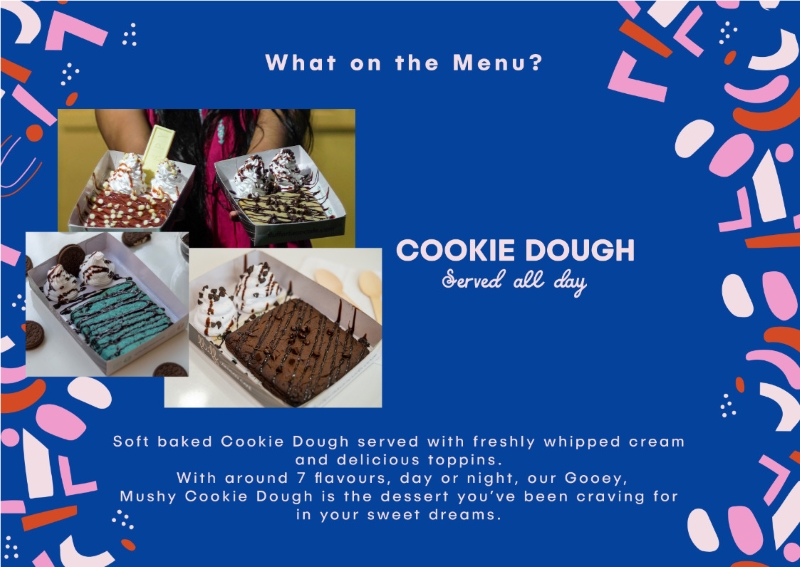 What on the Menu?
COOKIE DOUGH
Served all day
Soft baked Cookie Dough served with freshly whipped cream
and delicious toppins.
With around 7 flavours, day or night, our Gooey,
Mushy Cookie Dough is the dessert you've been craving for
in your sweet dreams.